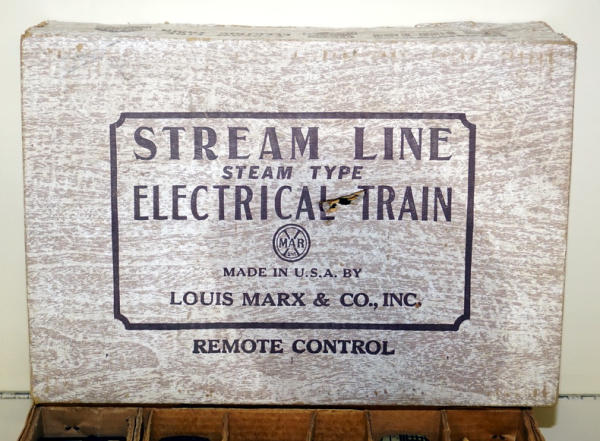 STREAM LINE
STEAM TYPE
ELECTRICAL TRAIN
MAR
MADE IN U.S.A. BY
LOUIS MARX & CO., INC.
REMOTE CONTROL